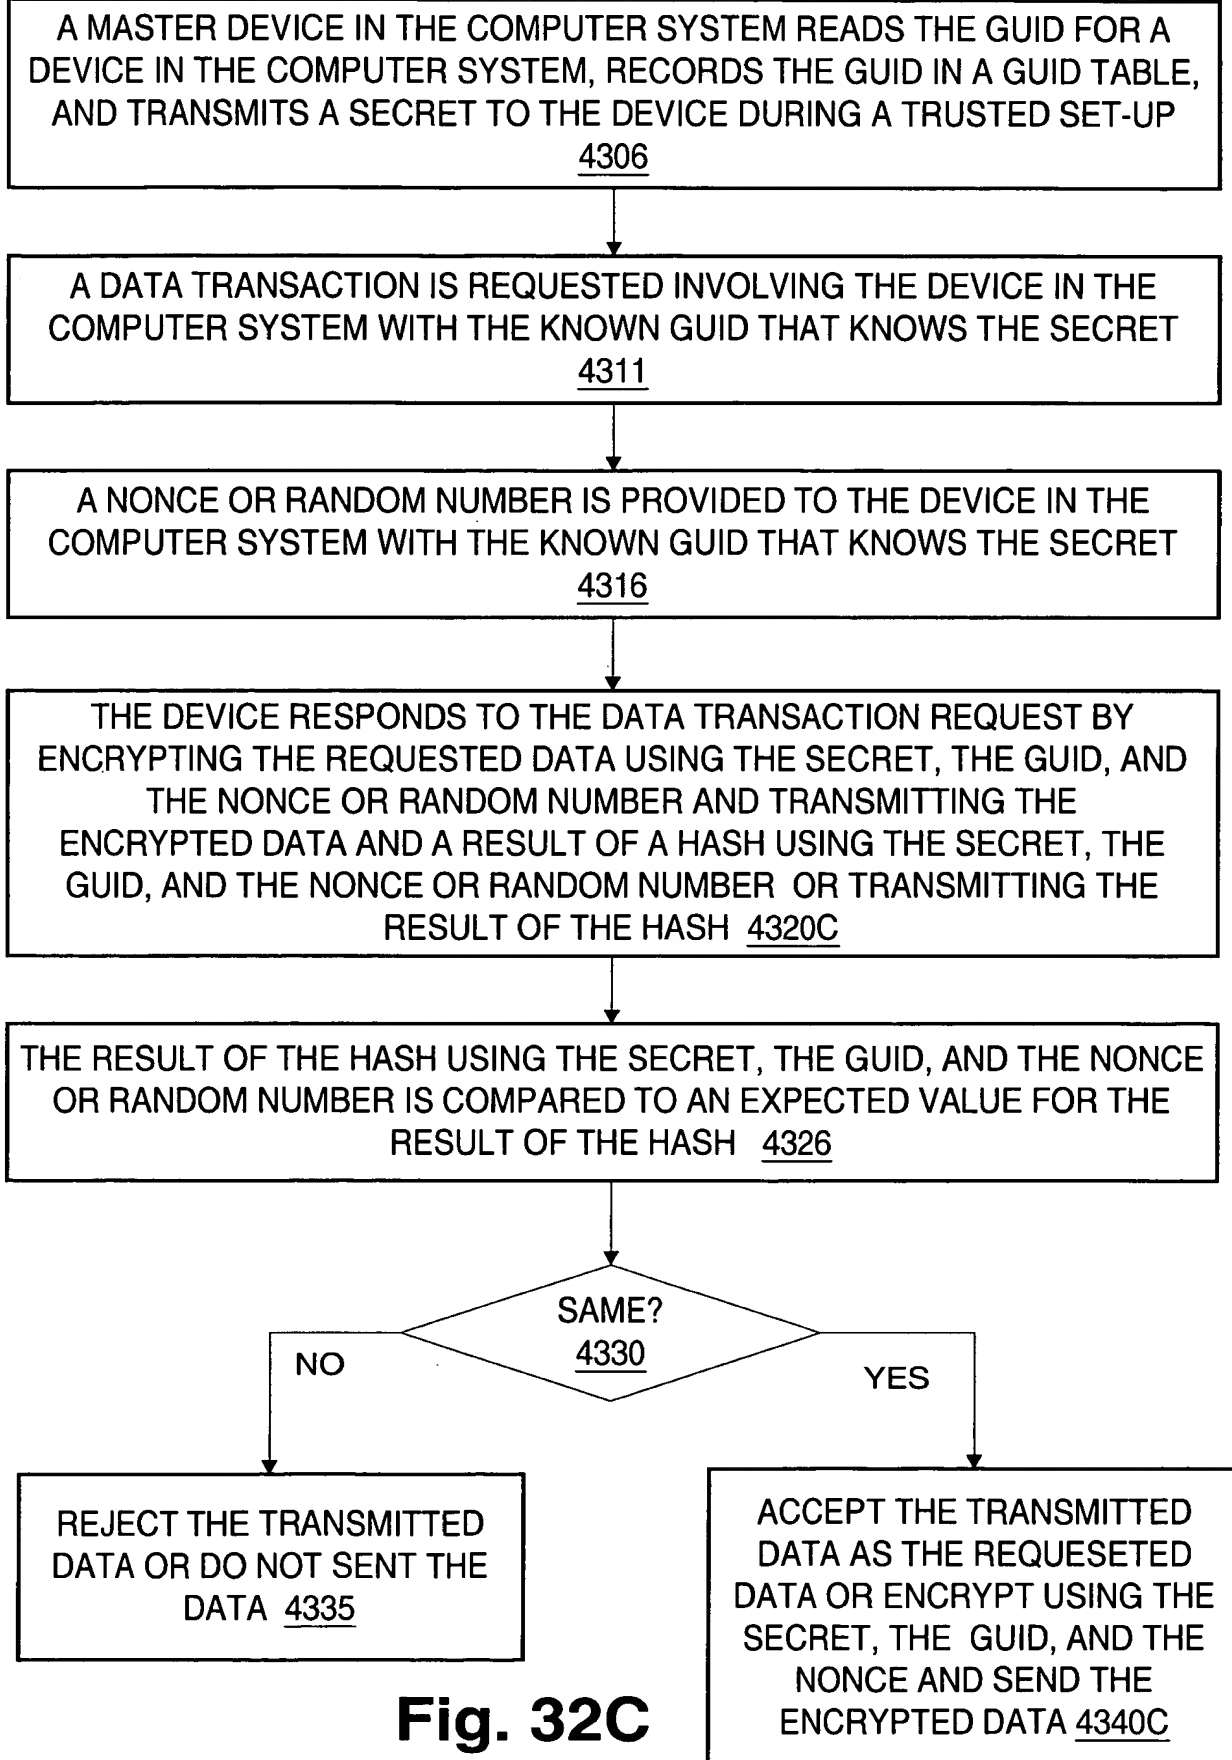 A MASTER DEVICE IN THE COMPUTER SYSTEM READS THE GUID FOR A
DEVICE IN THE COMPUTER SYSTEM, RECORDS THE GUID IN A GUID TABLE,
AND TRANSMITS A SECRET TO THE DEVICE DURING A TRUSTED SET-UP
4306
A DATA TRANSACTION IS REQUESTED INVOLVING THE DEVICE IN THE
COMPUTER SYSTEM WITH THE KNOWN GUID THAT KNOWS THE SECRET
4311
A NONCE OR RANDOM NUMBER IS PROVIDED TO THE DEVICE IN THE
COMPUTER SYSTEM WITH THE KNOWN GUID THAT KNOWS THE SECRET
4316
THE DEVICE RESPONDS TO THE DATA TRANSACTION REQUEST BY
ENCRYPTING THE REQUESTED DATA USING THE SECRET, THE GUID, AND
THE NONCE OR RANDOM NUMBER AND TRANSMITTING THE
ENCRYPTED DATA AND A RESULT OF A HASH USING THE SECRET, THE
GUID, AND THE NONCE OR RANDOM NUMBER OR TRANSMITTING THE
RESULT OF THE HASH 4320C
THE RESULT OF THE HASH USING THE SECRET, THE GUID, AND THE NONCE
OR RANDOM NUMBER IS COMPARED TO AN EXPECTED VALUE FOR THE
RESULT OF THE HASH 4326
SAME?
4330
NO
YES
REJECT THE TRANSMITTED
DATA OR DO NOT SENT THE
DATA 4335
ACCEPT THE TRANSMITTED
DATA AS THE REQUESETED
DATA OR ENCRYPT USING THE
SECRET, THE GUID, AND THE
NONCE AND SEND THE
ENCRYPTED DATA 4340C
Fig. 32C